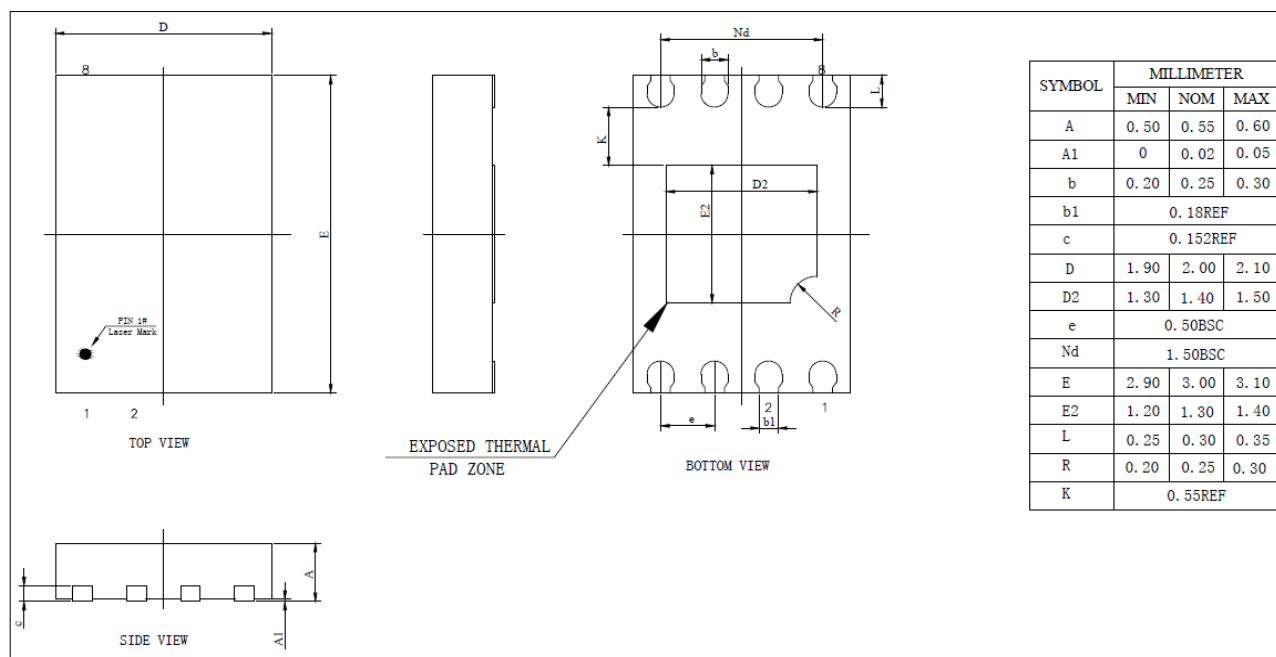 D
8
E
PIN 1#
Laser Mark
1 2
TOP VIEW
Nd
b
8
L
K
D2
E2
R
2 1
e
b1
EXPOSED THERMAL
PAD ZONE
BOTTOM VIEW
A
c
A1
SIDE VIEW
SYMBOL MILLIMETER
MIN NOM MAX
A 0.50 0.55 0.60
A1 0 0.02 0.05
b 0.20 0.25 0.30
b1 0.18REF
c 0.152REF
D 1.90 2.00 2.10
D2 1.30 1.40 1.50
e 0.50BSC
Nd 1.50BSC
E 2.90 3.00 3.10
E2 1.20 1.30 1.40
L 0.25 0.30 0.35
R 0.20 0.25 0.30
K 0.55REF